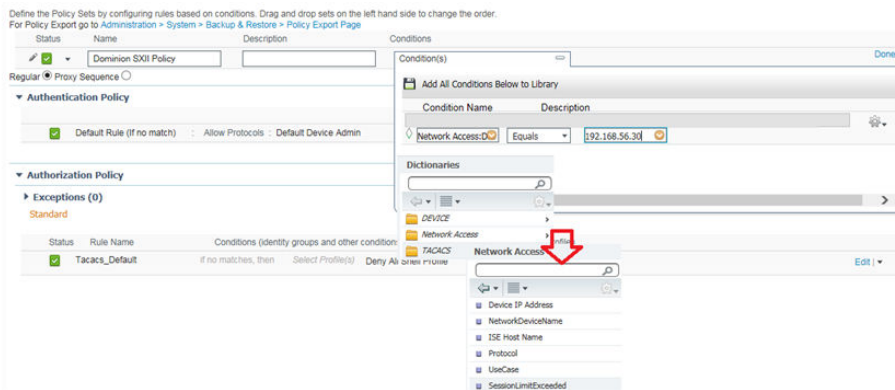 Define the Policy Sets by configuring rules based on conditions. Drag and drop sets on the left hand side to change the order.
For Policy Export go to Administration > System > Backup & Restore > Policy Export Page
Status Name Description Conditions
Dominion SXII Policy
Regular Proxy Sequence
Authentication Policy
Default Rule (If no match) : Allow Protocols : Default Device Admin
Authorization Policy
Exceptions (0)
Standard
Status Rule Name Conditions (identity groups and other condition
Tacacs_Default if no matches, then Select Profile(s) Deny All Shell Profile
Edit |
Condition(s)
Done
Add All Conditions Below to Library
Condition Name Description
Network Access:D Equals 192.168.56.30
Dictionaries
DEVICE
Network Access
TACACS
Network Access
Device IP Address
NetworkDeviceName
ISE Host Name
Protocol
UseCase
SessionLimitExceeded